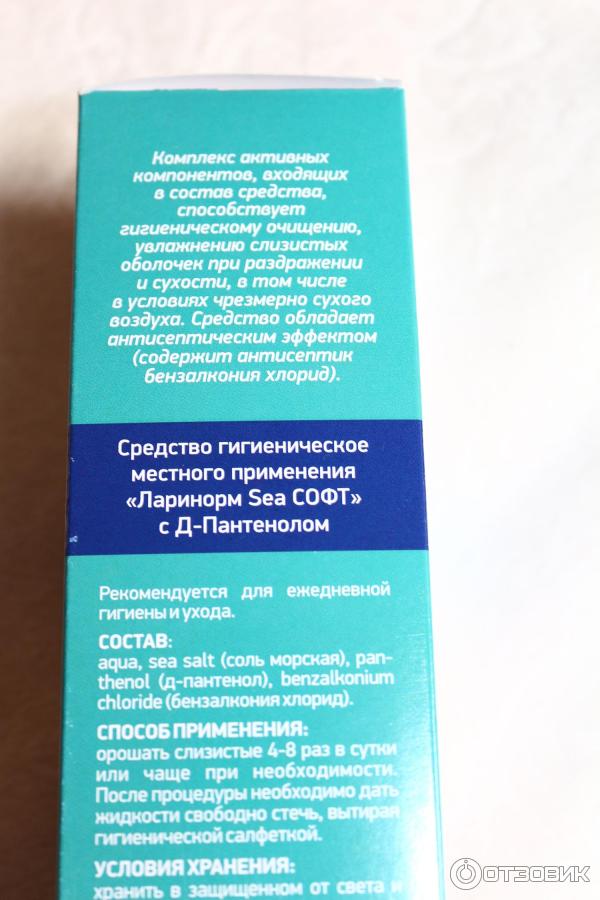 Комплекс активных
компонентов, входящих
в состав средства,
способствует
гигиеническому очищению,
увлажнению слизистых
оболочек при раздражении
и сухости, в том числе
в условиях чрезмерно сухого
воздуха. Средство обладает
антисептическим эффектом
(содержит антисептик
бензалкония хлорид).
Средство гигиеническое
местного применения
«Ларинорм Sea СОФТ»
с Д-Пантенолом
Рекомендуется для ежедневной
гигиены и ухода.
СОСТАВ:
aqua, sea salt (соль морская), pan-
thenol (д-пантенол), benzalkonium
chloride (бензалкония хлорид).
СПОСОБ ПРИМЕНЕНИЯ:
орошать слизистые 4-8 раз в сутки
или чаще при необходимости.
После процедуры необходимо дать
жидкости свободно стечь, вытирая
гигиенической салфеткой.
УСЛОВИЯ ХРАНЕНИЯ:
хранить в защищенном от света и
ОТЗОВИК